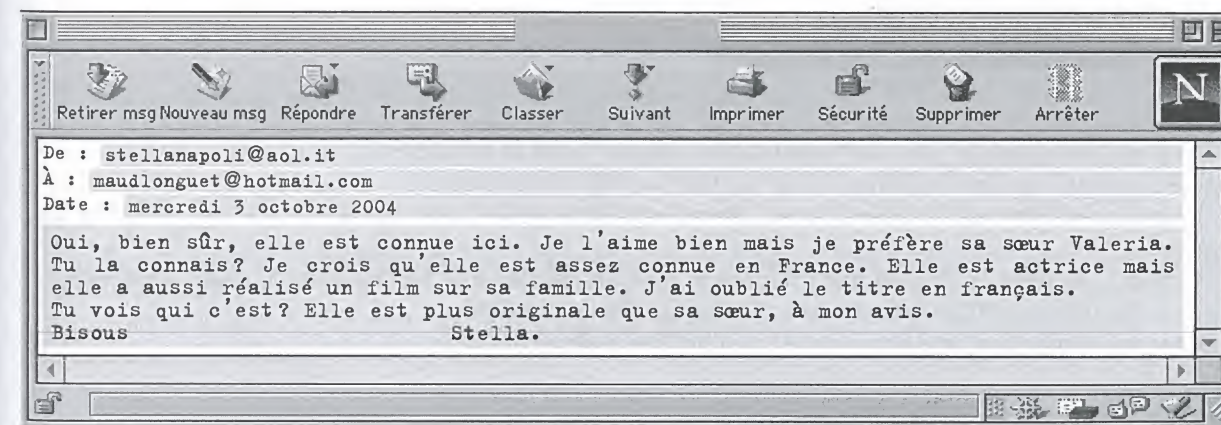 Retirer msg Nouveau msg Répondre Transférer Classer Suivant Imprimer Sécurité Supprimer Arrêter N
De : stellanapoli@aol.it
À : maudlonguet@hotmail.com
Date : mercredi 3 octobre 2004
Oui, bien sûr, elle est connue ici. Je l'aime bien mais je préfère sa sœur Valeria.
Tu la connais? Je crois qu'elle est assez connue en France. Elle est actrice mais
elle a aussi réalisé un film sur sa famille. J'ai oublié le titre en français.
Tu vois qui c'est? Elle est plus originale que sa sœur, à mon avis.
Bisous Stella.